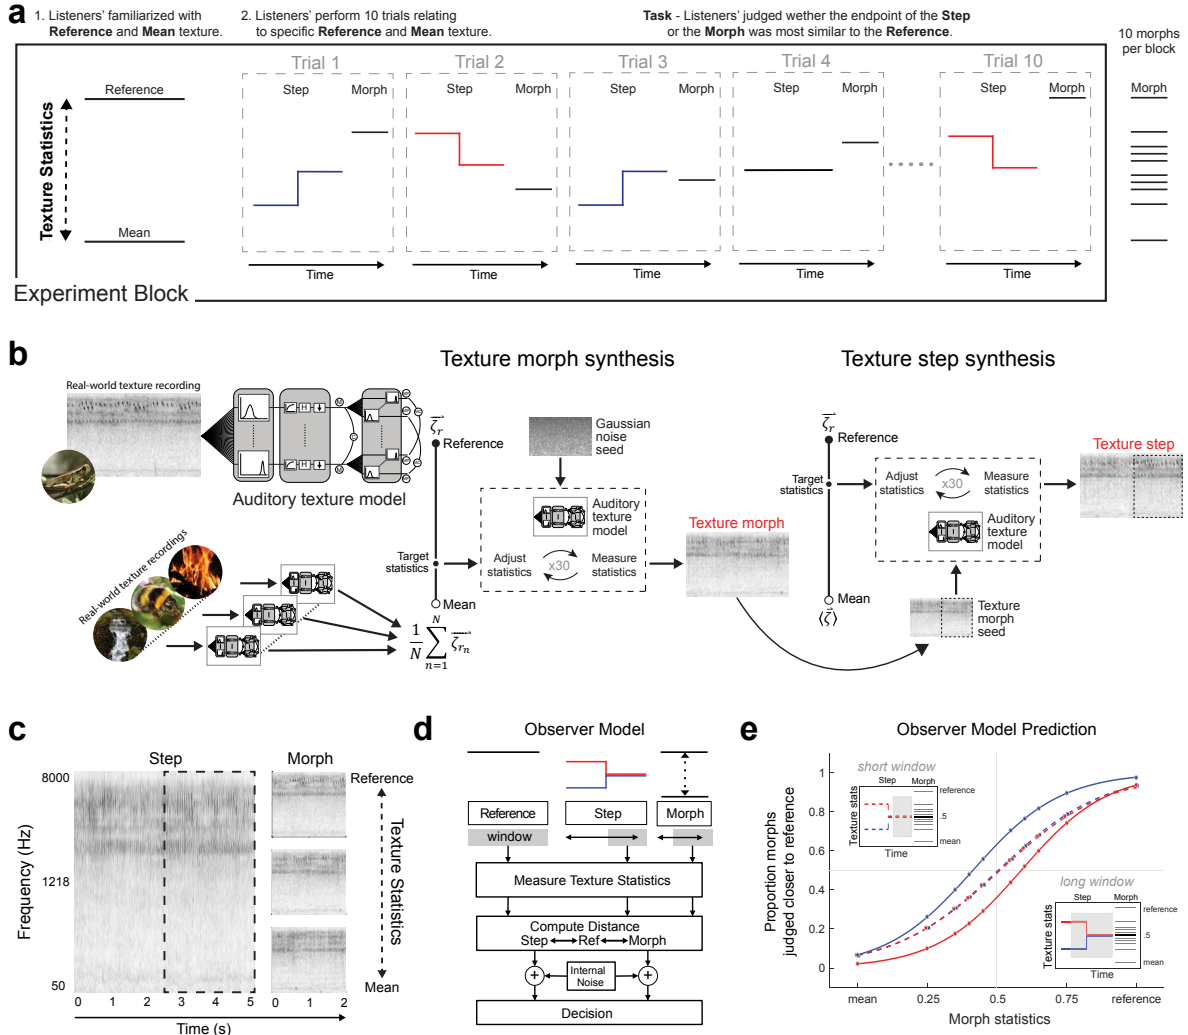 a
1. Listeners' familiarized with
Reference and Mean texture.
2. Listeners' perform 10 trials relating
to specific Reference and Mean texture.
Task - Listeners' judged wether the endpoint of the Step
or the Morph was most similar to the Reference.
10 morphs
per block
Texture Statistics
Reference
Mean
Trial 1
Step
Morph
Time
Trial 2
Step
Morph
Time
Trial 3
Step
Morph
Time
Trial 4
Step
Morph
Time
Trial 10
Step
Morph
Time
Morph
Experiment Block
b
Texture morph synthesis
Texture step synthesis
Real-world texture recording
Auditory texture model
Real-world texture recordings
ζr
Reference
Target
statistics
Mean
1/N N∑n=1 ζrn
Gaussian
noise
seed
Auditory
texture
model
Adjust
statistics
x30
Measure
statistics
Texture morph
ζr
Reference
Target
statistics
Mean
⟨ζ⟩
Adjust
statistics
x30
Measure
statistics
Auditory
texture
model
Texture step
Texture
morph
seed
c
Step
Morph
8000
1218
50
Frequency (Hz)
0 1 2 3 4 5
0 1 2
Time (s)
Reference
Texture Statistics
Mean
d
Observer Model
Reference
Step
Morph
window
Measure Texture Statistics
Compute Distance
Step Ref Morph
+
Internal
Noise
+
Decision
e
Observer Model Prediction
Proportion morphs
judged closer to reference
1
0.8
0.6
0.4
0.2
0
mean
0.25
0.5
0.75
reference
Morph statistics
short window
Step
Morph
Texture stats
reference
.5
mean
Time
long window
Step
Morph
Texture stats
reference
.5
mean
Time